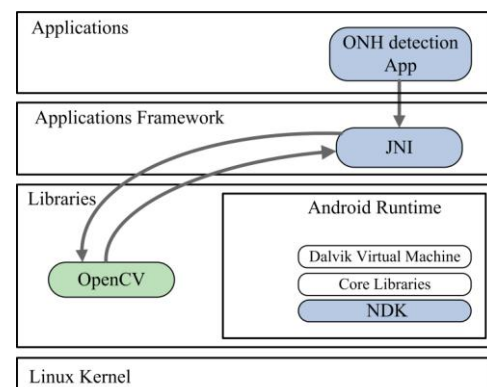 Applications
ONH detection
App
Applications Framework
JNI
Libraries
Android Runtime
Dalvik Virtual Machine
Core Libraries
NDK
OpenCV
Linux Kernel